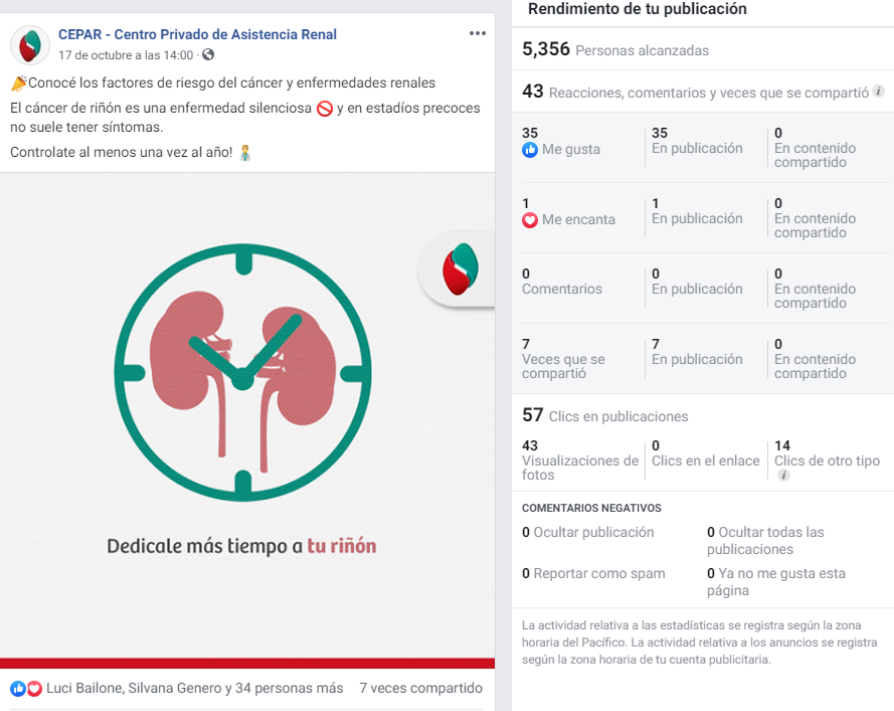 CEPAR - Centro Privado de Asistencia Renal
17 de octubre a las 14:00 ·
Conocé los factores de riesgo del cáncer y enfermedades renales
El cáncer de riñón es una enfermedad silenciosa 🚫 y en estadíos precoces
no suele tener síntomas.
Controlate al menos una vez al año!
Dedicale más tiempo a tu riñón
Luci Bailone, Silvana Genero y 34 personas más
7 veces compartido
Rendimiento de tu publicación
5,356 Personas alcanzadas
43 Reacciones, comentarios y veces que se compartió
35
Me gusta
35
En publicación
0
En contenido
compartido
1
Me encanta
1
En publicación
0
En contenido
compartido
0
Comentarios
0
En publicación
0
En contenido
compartido
7
Veces que se
compartió
7
En publicación
0
En contenido
compartido
57 Clics en publicaciones
43
Visualizaciones de
fotos
0
Clics en el enlace
14
Clics de otro tipo
COMENTARIOS NEGATIVOS
0 Ocultar publicación
0 Ocultar todas las
publicaciones
0 Reportar como spam
0 Ya no me gusta esta
página
La actividad relativa a las estadísticas se registra según la zona
horaria del Pacífico. La actividad relativa a los anuncios se registra
según la zona horaria de tu cuenta publicitaria.